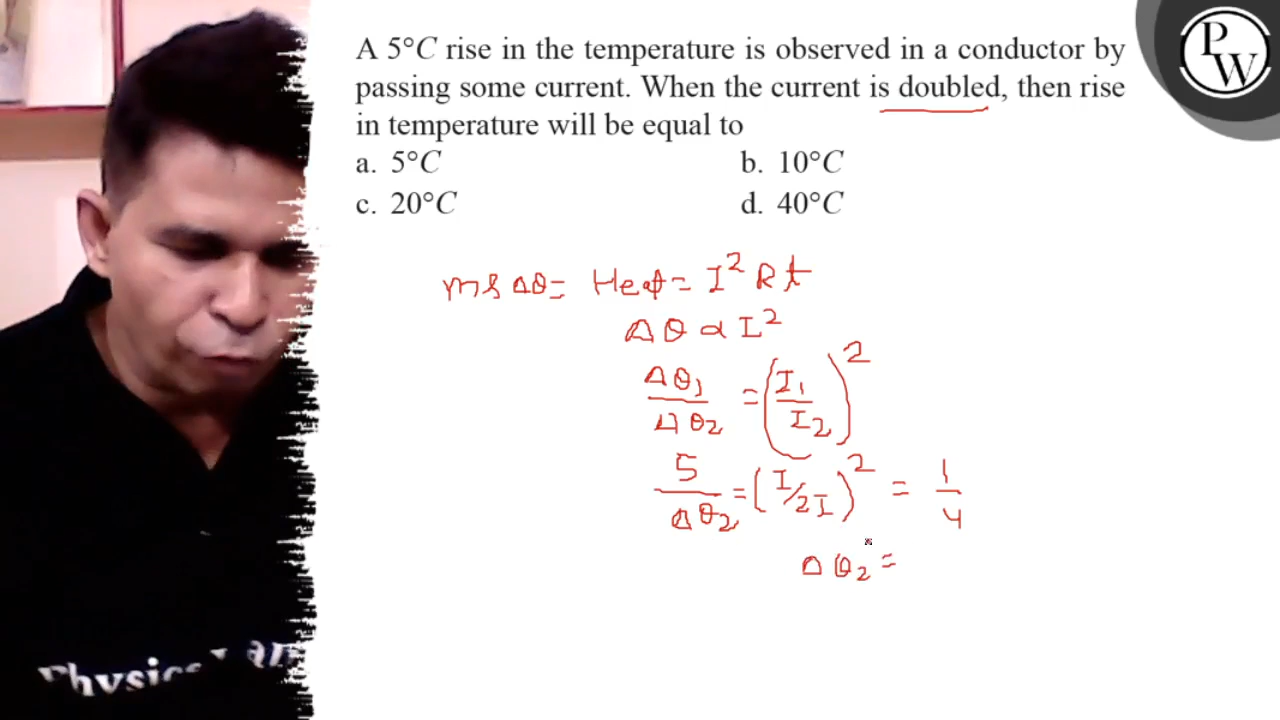 A 5°C rise in the temperature is observed in a conductor by
passing some current. When the current is doubled, then rise
in temperature will be equal to
a. 5°C b. 10°C
c. 20°C d. 40°C
PW
msΔθ = Heat = I²Rt
Δθ ∝ I²
Δθ₁/Δθ₂ = (I₁/I₂)²
5/Δθ₂ = (I/2I)² = 1/4
Δθ₂ =
Physics